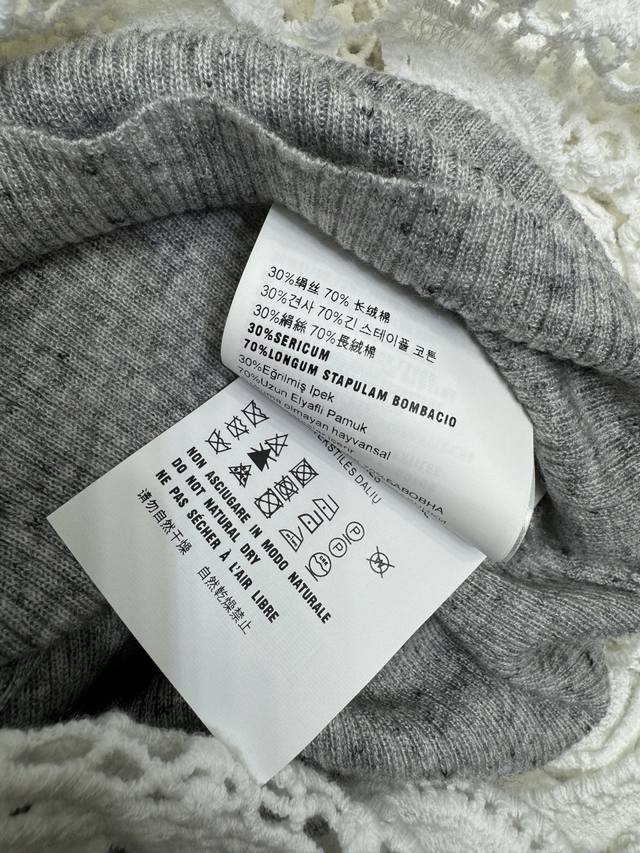 30%绢丝 70% 长绒棉
30%견사 70%긴 스테이플 코튼
30%絹絲 70%長絨棉
30%SERICUM
70%LONGUM STAPULAM BOMBACIO
30%Eğrilmiş İpek
70%Uzun Elyafli Pamuk
olmayan hayvansal
NON ASCIUGARE IN MODO NATURALE
DO NOT NATURAL DRY
NE PAS SÉCHER À L'AIR LIBRE
请勿自然干燥 自然乾燥禁止